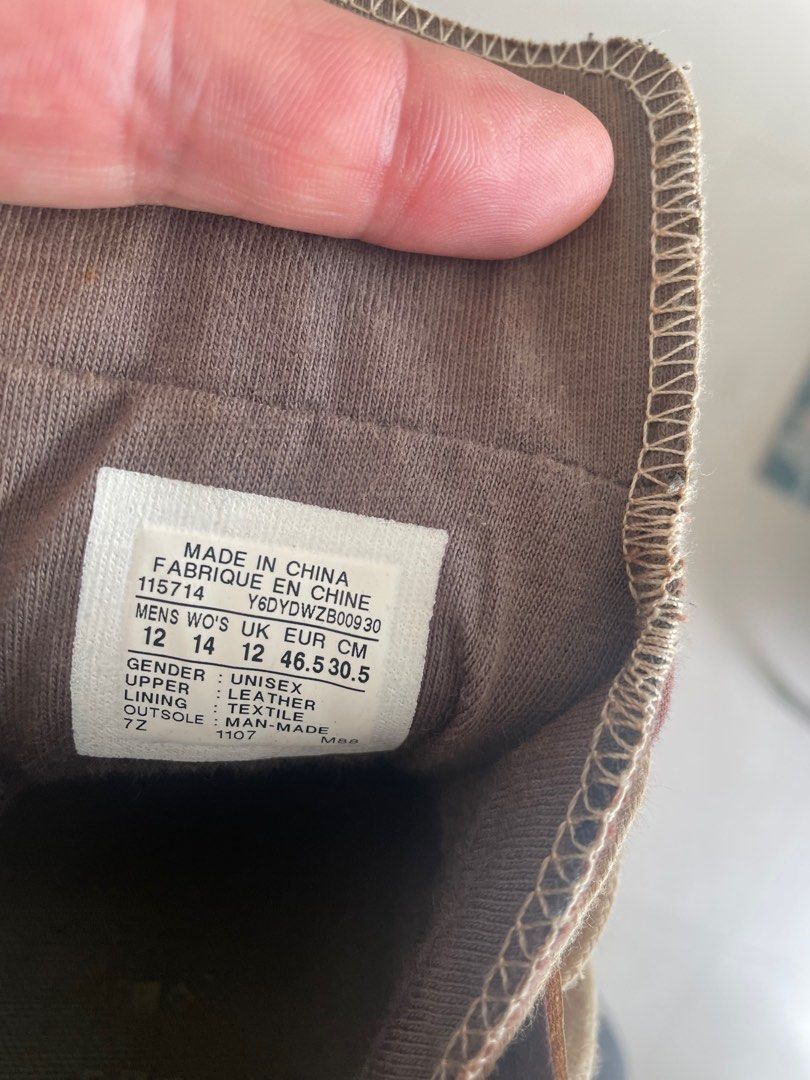 MADE IN CHINA
FABRIQUE EN CHINE
115714 Y6DYDWZB00930
MENS WO'S UK EUR CM
12 14 12 46.5 30.5
GENDER : UNISEX
UPPER : LEATHER
LINING : TEXTILE
OUTSOLE : MAN-MADE
7Z 1107 M88